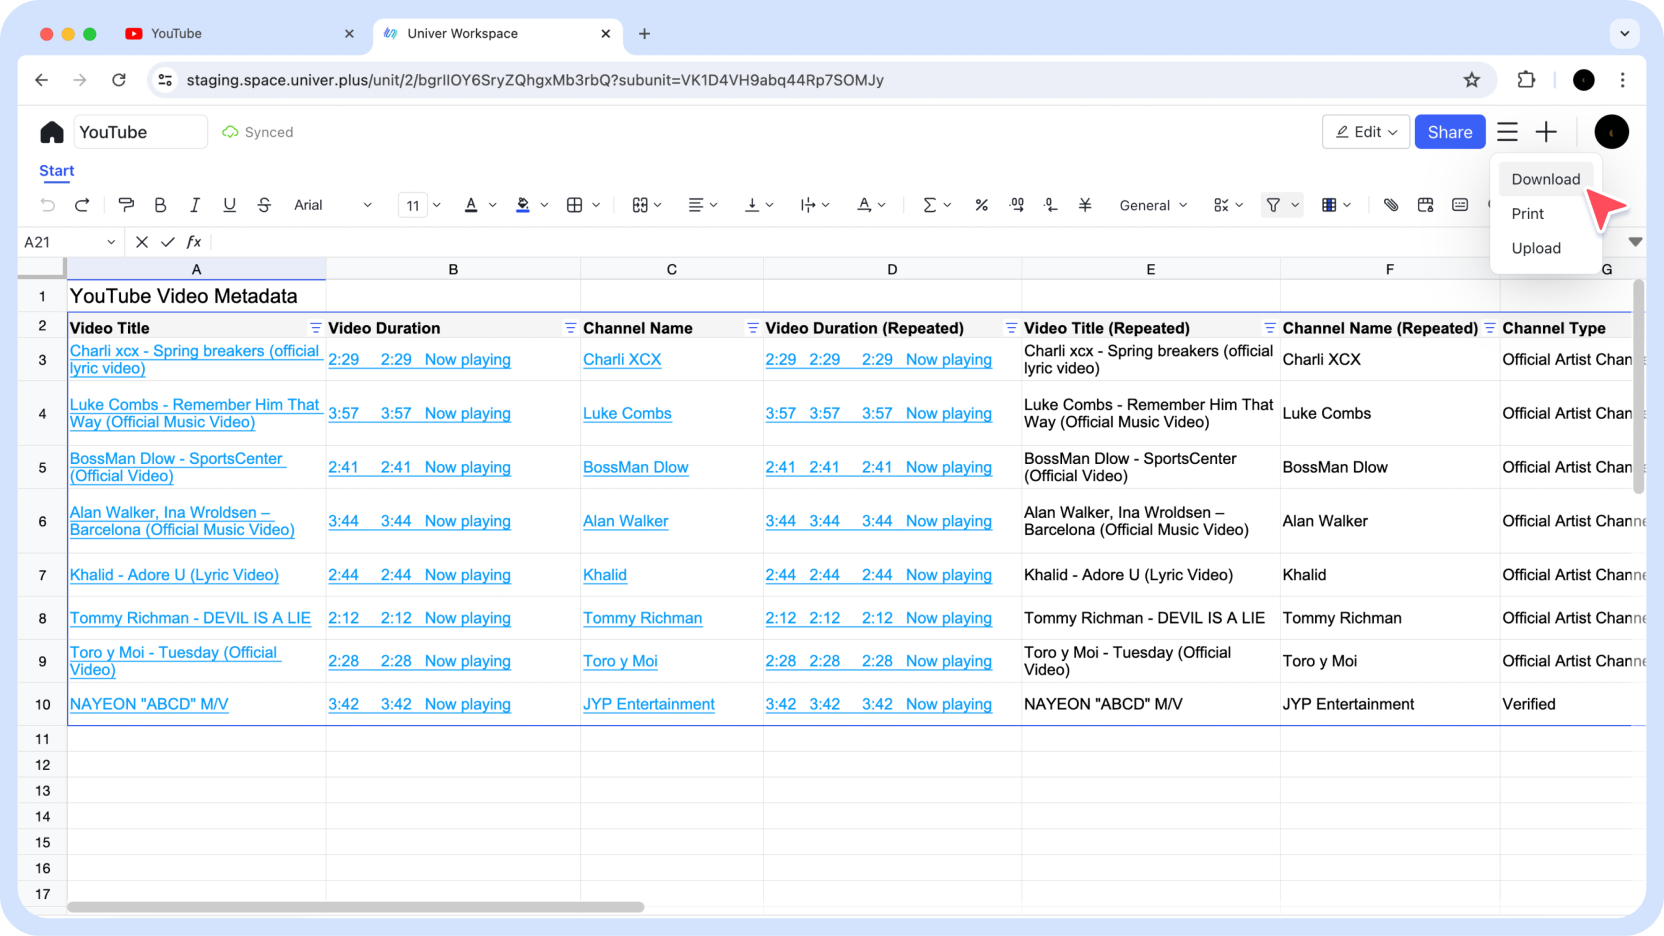 YouTube
Univer Workspace
staging.space.univer.plus/unit/2/bgrIIOY6SryZQhgxMb3rbQ?subunit=VK1D4VH9abq44Rp7SOMJy
YouTube
Synced
Edit
Share
Start
Arial
11
General
Download
Print
Upload
A21
fx
A B C D E F G
1 YouTube Video Metadata
2 Video Title Video Duration Channel Name Video Duration (Repeated) Video Title (Repeated) Channel Name (Repeated) Channel Type
3 Charli xcx - Spring breakers (official lyric video) 2:29 2:29 Now playing Charli XCX 2:29 2:29 2:29 Now playing Charli xcx - Spring breakers (official lyric video) Charli XCX Official Artist Chan
4 Luke Combs - Remember Him That Way (Official Music Video) 3:57 3:57 Now playing Luke Combs 3:57 3:57 3:57 Now playing Luke Combs - Remember Him That Way (Official Music Video) Luke Combs Official Artist Chan
5 BossMan Dlow - SportsCenter (Official Video) 2:41 2:41 Now playing BossMan Dlow 2:41 2:41 2:41 Now playing BossMan Dlow - SportsCenter (Official Video) BossMan Dlow Official Artist Chan
6 Alan Walker, Ina Wroldsen – Barcelona (Official Music Video) 3:44 3:44 Now playing Alan Walker 3:44 3:44 3:44 Now playing Alan Walker, Ina Wroldsen – Barcelona (Official Music Video) Alan Walker Official Artist Channe
7 Khalid - Adore U (Lyric Video) 2:44 2:44 Now playing Khalid 2:44 2:44 2:44 Now playing Khalid - Adore U (Lyric Video) Khalid Official Artist Channe
8 Tommy Richman - DEVIL IS A LIE 2:12 2:12 Now playing Tommy Richman 2:12 2:12 2:12 Now playing Tommy Richman - DEVIL IS A LIE Tommy Richman Official Artist Channe
9 Toro y Moi - Tuesday (Official Video) 2:28 2:28 Now playing Toro y Moi 2:28 2:28 2:28 Now playing Toro y Moi - Tuesday (Official Video) Toro y Moi Official Artist Channe
10 NAYEON "ABCD" M/V 3:42 3:42 Now playing JYP Entertainment 3:42 3:42 3:42 Now playing NAYEON "ABCD" M/V JYP Entertainment Verified
11
12
13
14
15
16
17